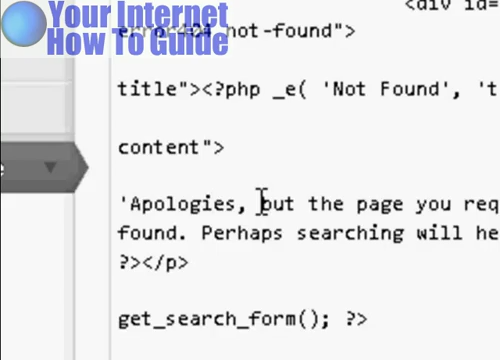 Your Internet
How To Guide
<div id=
error404 not-found">
title"><?php _e( 'Not Found', 't
content">
'Apologies, but the page you req
found. Perhaps searching will he
?></p>
get_search_form(); ?>
e